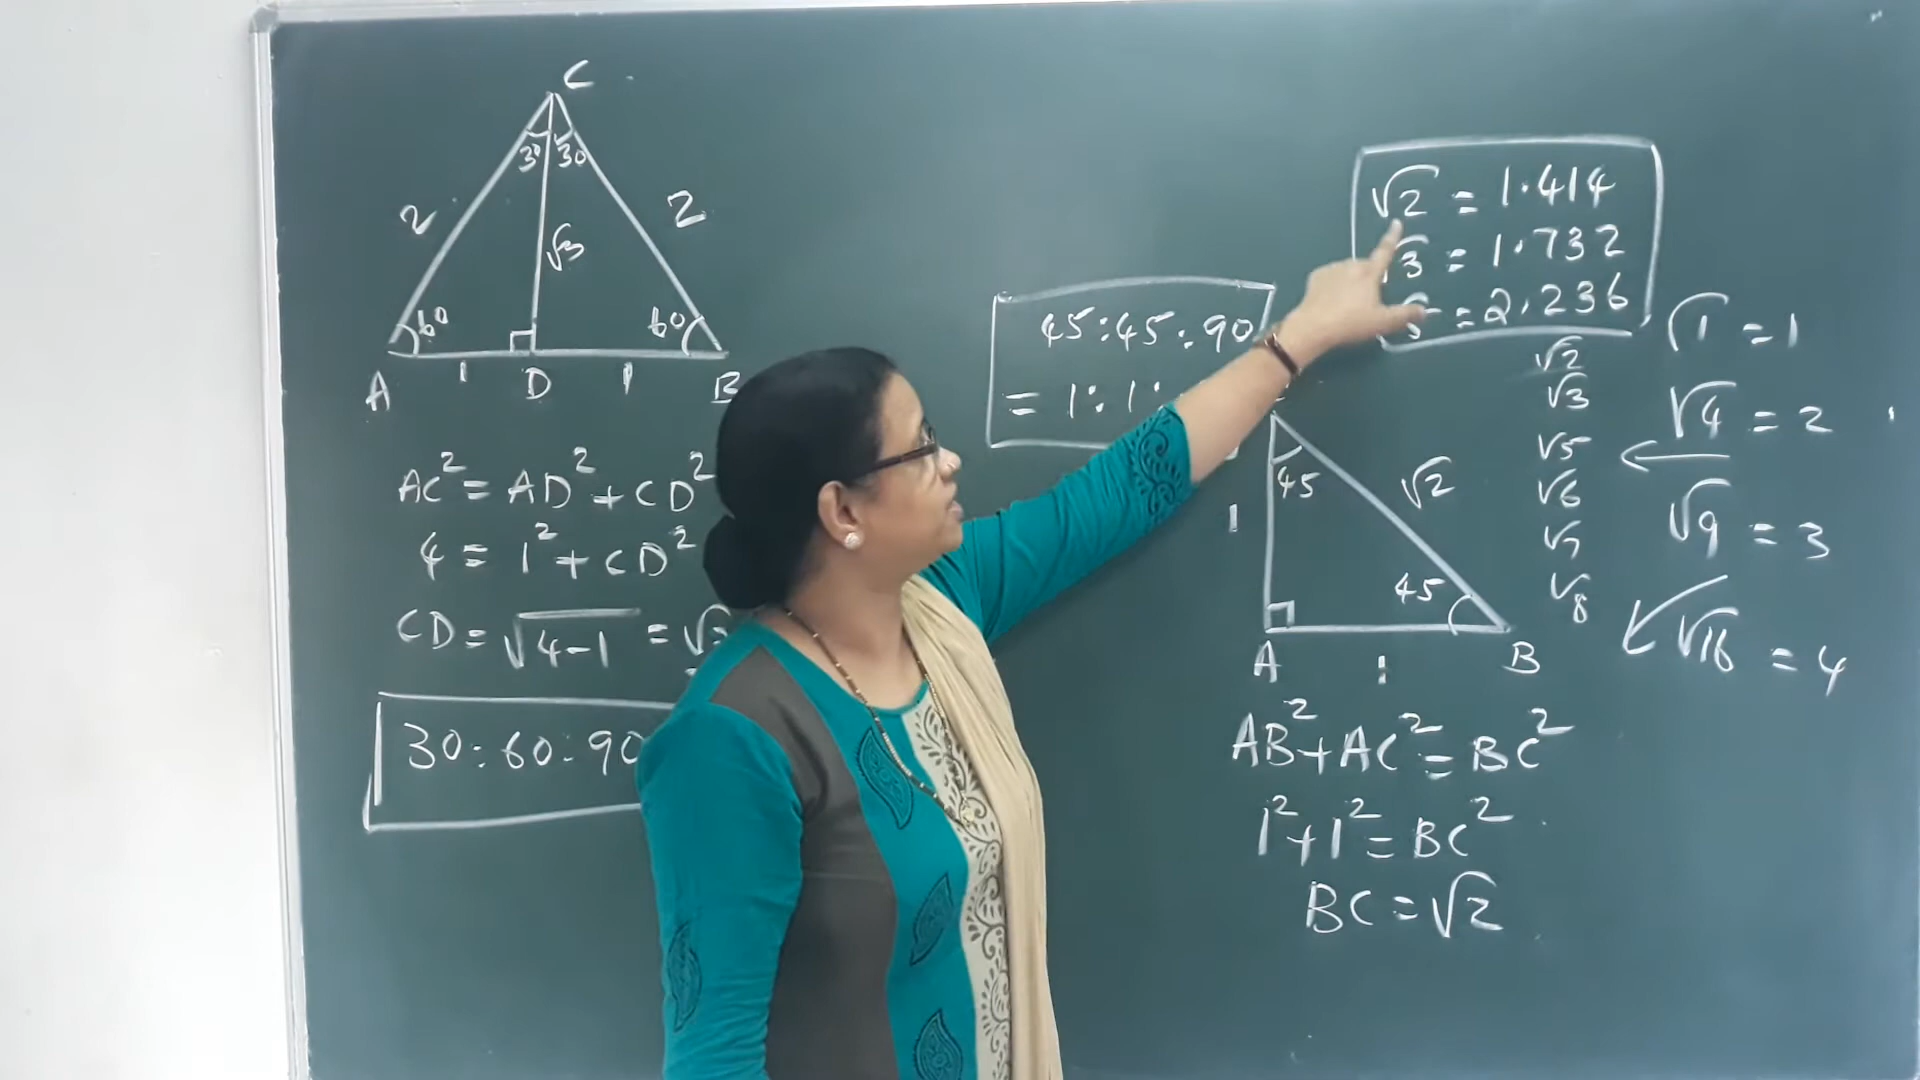 C
30 30
2 √3 2
60 60
A 1 D 1 B
AC² = AD² + CD²
4 = 1² + CD²
CD = √4-1 =
30:60:90
45:45:90
= 1:1:
√2 = 1.414
√3 = 1.732
= 2.236
√2
√3
√5
√6
√7
√8
√1 = 1
√4 = 2
√9 = 3
√16 = 4
45
1 √2
45
A 1 B
AB² + AC² = BC²
1² + 1² = BC²
BC = √2